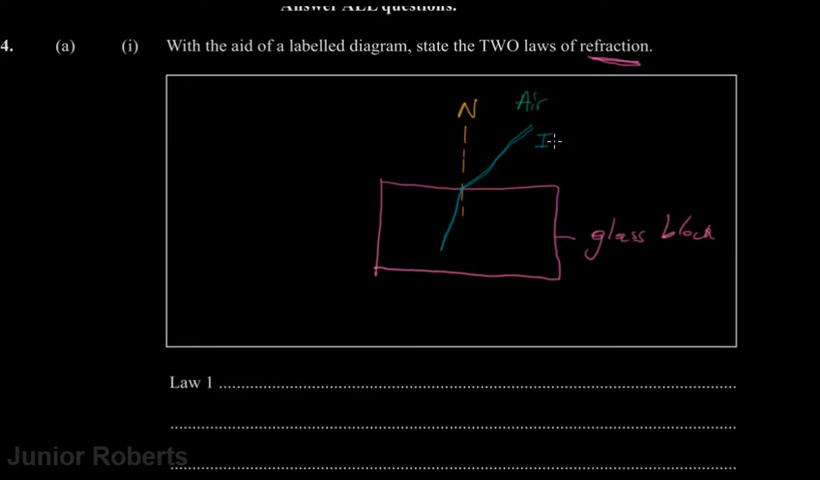 Answer ALL questions.
4. (a) (i) With the aid of a labelled diagram, state the TWO laws of refraction.
N Air
I
glass block
Law 1
Junior Roberts